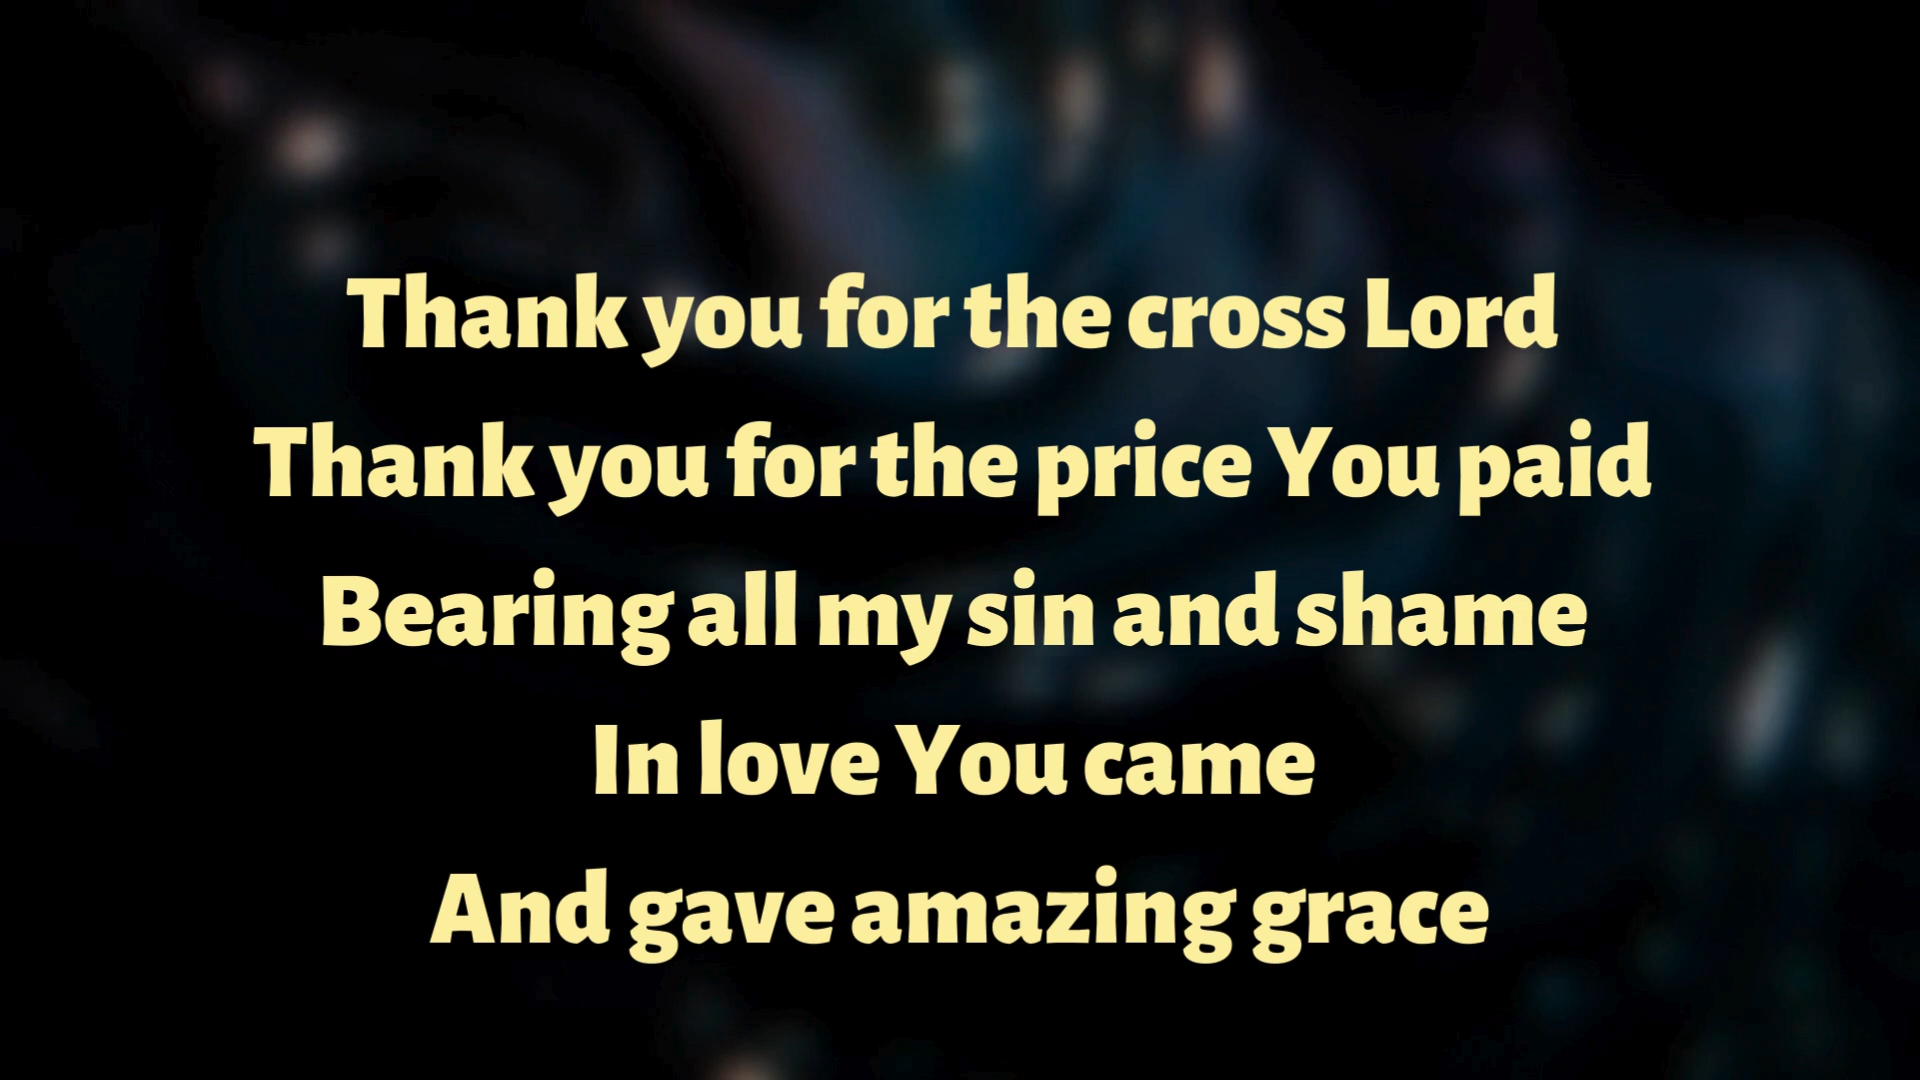 Thank you for the cross Lord
Thank you for the price You paid
Bearing all my sin and shame
In love You came
And gave amazing grace